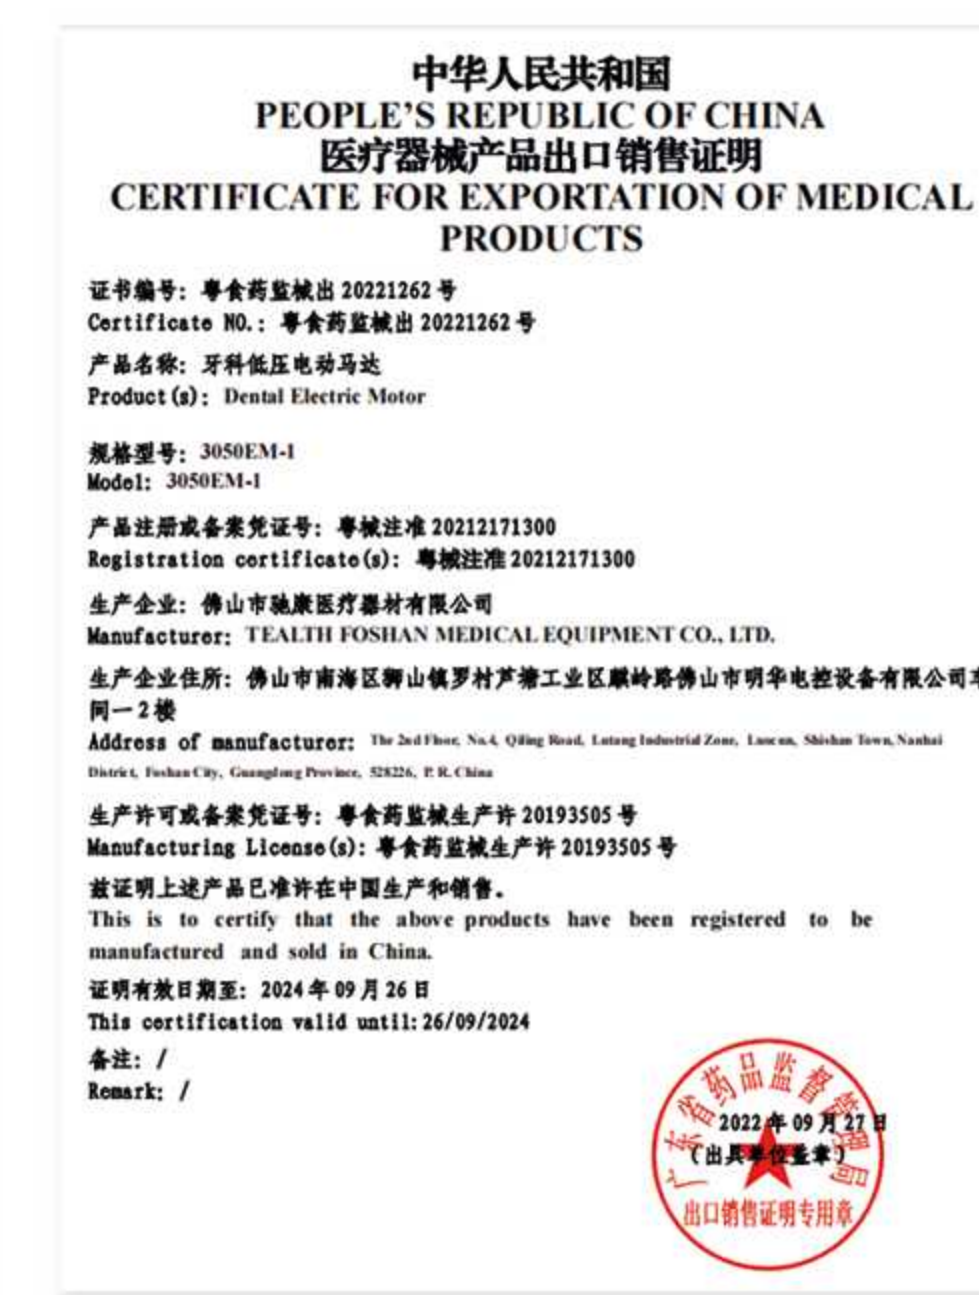 中华人民共和国
PEOPLE'S REPUBLIC OF CHINA
医疗器械产品出口销售证明
CERTIFICATE FOR EXPORTATION OF MEDICAL
PRODUCTS
证书编号：粤食药监械出 20221262 号
Certificate NO.：粤食药监械出 20221262 号
产品名称：牙科低压电动马达
Product(s)：Dental Electric Motor
规格型号：3050EM-1
Model：3050EM-1
产品注册或备案凭证号：粤械注准 20212171300
Registration certificate(s)：粤械注准 20212171300
生产企业：佛山市驰康医疗器材有限公司
Manufacturer：TEALTH FOSHAN MEDICAL EQUIPMENT CO., LTD.
生产企业住所：佛山市南海区狮山镇罗村芦塘工业区麒岭路佛山市明华电控设备有限公司车
间一 2 楼
Address of manufacturer：The 2nd Floor, No.4, Qiling Road, Lutang Industrial Zone, Luocun, Shishan Town, Nanhai
District, Foshan City, Guangdong Province, 528226, P. R. China
生产许可或备案凭证号：粤食药监械生产许 20193505 号
Manufacturing License(s)：粤食药监械生产许 20193505 号
兹证明上述产品已准许在中国生产和销售。
This is to certify that the above products have been registered to be
manufactured and sold in China.
证明有效日期至：2024 年 09 月 26 日
This certification valid until：26/09/2024
备注：/
Remark：/
广东省药品监督管理局
2022 年 09 月 27 日
（出具单位盖章）
出口销售证明专用章